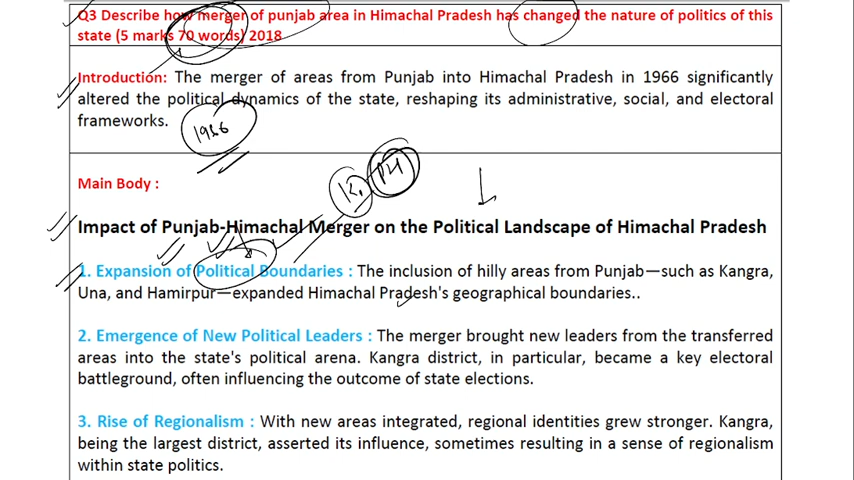 Q3 Describe how merger of punjab area in Himachal Pradesh has changed the nature of politics of this
state (5 marks 70 words) 2018
Introduction: The merger of areas from Punjab into Himachal Pradesh in 1966 significantly
altered the political dynamics of the state, reshaping its administrative, social, and electoral
frameworks.
1966
Main Body :
Impact of Punjab-Himachal Merger on the Political Landscape of Himachal Pradesh
1. Expansion of Political Boundaries : The inclusion of hilly areas from Punjab—such as Kangra,
Una, and Hamirpur—expanded Himachal Pradesh's geographical boundaries..
2. Emergence of New Political Leaders : The merger brought new leaders from the transferred
areas into the state's political arena. Kangra district, in particular, became a key electoral
battleground, often influencing the outcome of state elections.
3. Rise of Regionalism : With new areas integrated, regional identities grew stronger. Kangra,
being the largest district, asserted its influence, sometimes resulting in a sense of regionalism
within state politics.